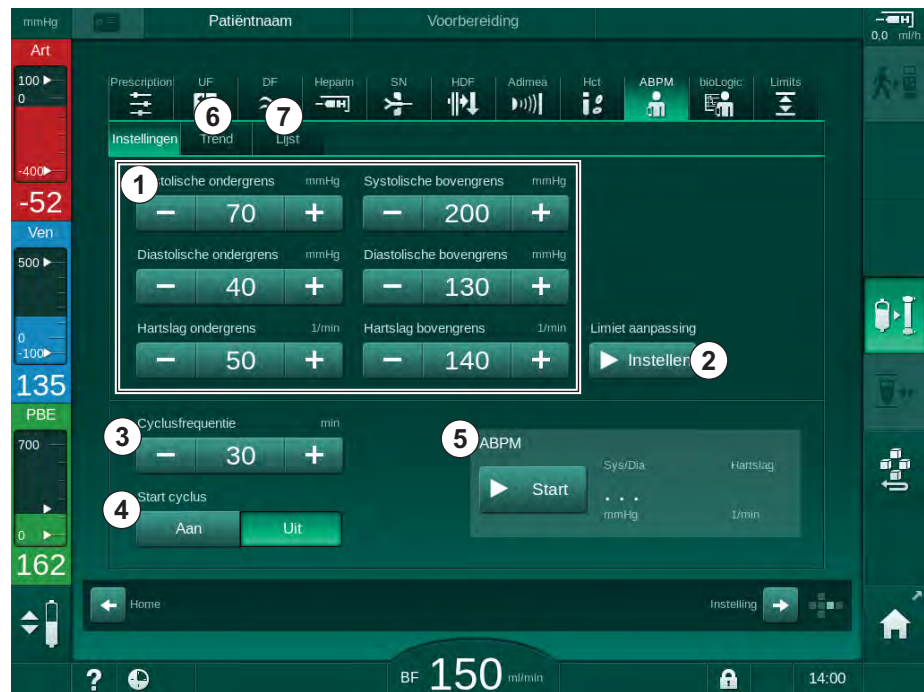 mmHg
Patiëntnaam
Voorbereiding
0,0 ml/h
Art
100
0
-400
-52
Ven
500
0
-100
135
PBE
700
0
162
Prescription
UF
DF
Heparin
SN
HDF
Adimea
Hct
ABPM
bioLogic
Limits
6
7
Instellingen
Trend
Lijst
1
tolische ondergrens mmHg
Systolische bovengrens mmHg
− 70 +
− 200 +
Diastolische ondergrens mmHg
Diastolische bovengrens mmHg
− 40 +
− 130 +
Hartslag ondergrens 1/min
Hartslag bovengrens 1/min
Limiet aanpassing
− 50 +
− 140 +
Instellen
2
3
Cyclusfrequentie min
− 30 +
4
Start cyclus
Aan
Uit
5
ABPM
Sys/Dia
Hartslag
Start
. . .
mmHg
1/min
Home
Instelling
?
BF 150 ml/min
14:00